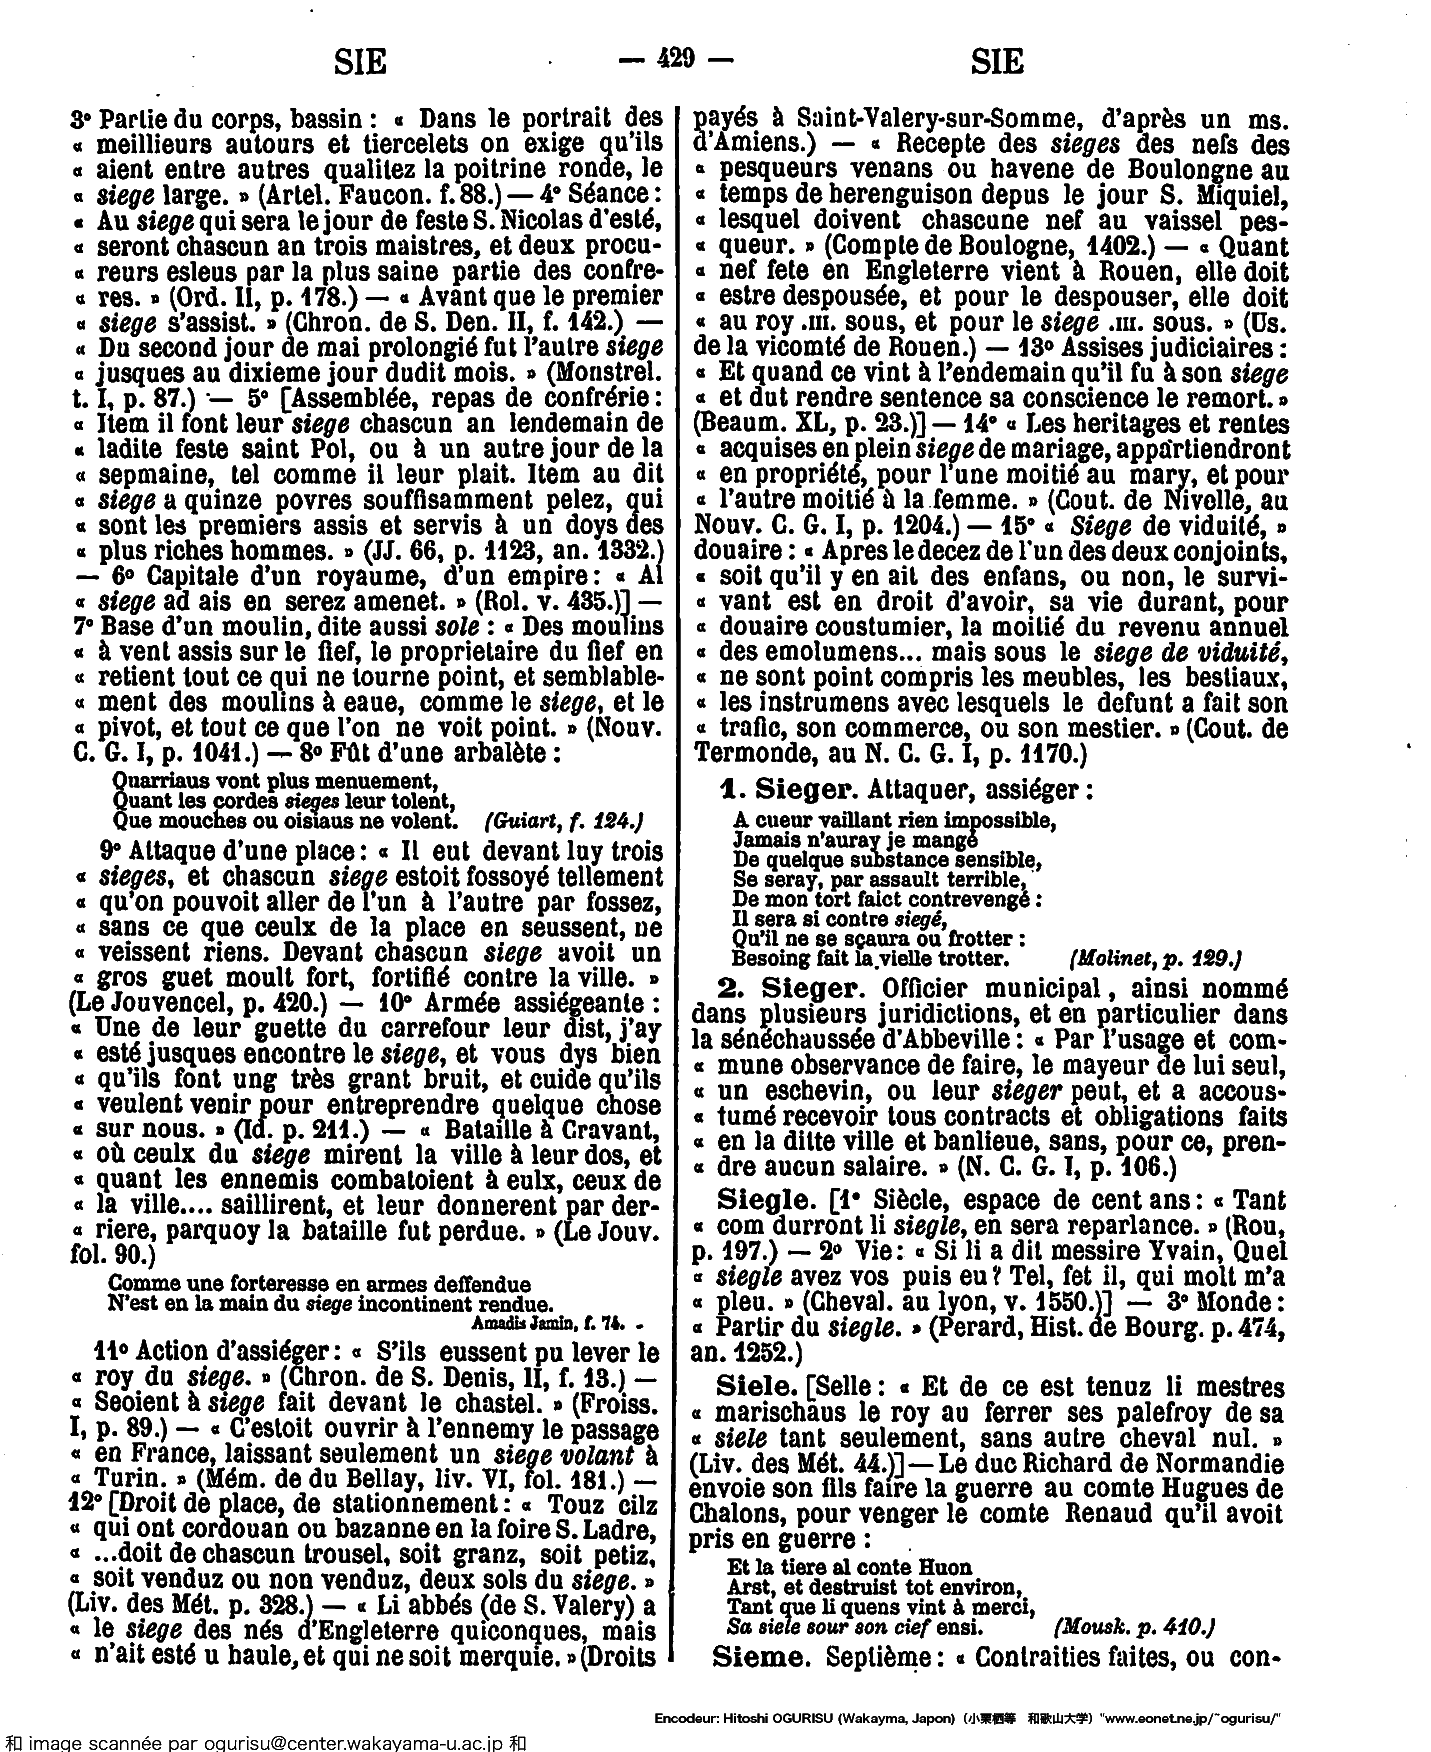 SIE — 429 — SIE
3° Partie du corps, bassin : « Dans le portrait des
« meillieurs autours et tiercelets on exige qu'ils
« aient entre autres qualitez la poitrine ronde, le
« siege large. » (Artel. Faucon. f. 88.) — 4° Séance :
« Au siege qui sera le jour de feste S. Nicolas d'esté,
« seront chascun an trois maistres, et deux procu-
« reurs esleus par la plus saine partie des confre-
« res. » (Ord. II, p. 178.) — « Avant que le premier
« siege s'assist. » (Chron. de S. Den. II, f. 142.) —
« Du second jour de mai prolongié fut l'autre siege
« jusques au dixieme jour dudit mois. » (Monstrel.
t. I, p. 87.) — 5° [Assemblée, repas de confrérie :
« Item il font leur siege chascun an lendemain de
« ladite feste saint Pol, ou à un autre jour de la
« sepmaine, tel comme il leur plait. Item au dit
« siege a quinze povres souffisamment pelez, qui
« sont les premiers assis et servis à un doys des
« plus riches hommes. » (JJ. 66, p. 1123, an. 1332.)
— 6° Capitale d'un royaume, d'un empire : « Al
« siege ad ais en serez amenet. » (Rol. v. 435.)] —
7° Base d'un moulin, dite aussi sole : « Des moulins
« à vent assis sur le fief, le proprietaire du fief en
« retient tout ce qui ne tourne point, et semblable-
« ment des moulins à eaue, comme le siege, et le
« pivot, et tout ce que l'on ne voit point. » (Nouv.
C. G. I, p. 1041.) — 8° Fût d'une arbalète :
Quarriaus vont plus menuement,
Quant les cordes sieges leur tolent,
Que mouches ou oisiaus ne volent. (Guiart, f. 124.)
9° Attaque d'une place : « Il eut devant luy trois
« sieges, et chascun siege estoit fossoyé tellement
« qu'on pouvoit aller de l'un à l'autre par fossez,
« sans ce que ceulx de la place en seussent, ne
« veissent riens. Devant chascun siege avoit un
« gros guet moult fort, fortifié contre la ville. »
(Le Jouvencel, p. 420.) — 10° Armée assiégeante :
« Une de leur guette du carrefour leur dist, j'ay
« esté jusques encontre le siege, et vous dys bien
« qu'ils font ung très grant bruit, et cuide qu'ils
« veulent venir pour entreprendre quelque chose
« sur nous. » (Id. p. 211.) — « Bataille à Cravant,
« où ceulx du siege mirent la ville à leur dos, et
« quant les ennemis combatoient à eulx, ceux de
« la ville.... saillirent, et leur donnerent par der-
« riere, parquoy la bataille fut perdue. » (Le Jouv.
fol. 90.)
Comme une forteresse en armes deffendue
N'est en la main du siege incontinent rendue.
Amadis Jamin, f. 74.
11° Action d'assiéger : « S'ils eussent pu lever le
« roy du siege. » (Chron. de S. Denis, II, f. 13.) —
« Seoient à siege fait devant le chastel. » (Froiss.
I, p. 89.) — « C'estoit ouvrir à l'ennemy le passage
« en France, laissant seulement un siege volant à
« Turin. » (Mém. de du Bellay, liv. VI, fol. 181.) —
12° [Droit de place, de stationnement : « Touz cilz
« qui ont cordouan ou bazanne en la foire S. Ladre,
« ...doit de chascun trousel, soit granz, soit petiz,
« soit venduz ou non venduz, deux sols du siege. »
(Liv. des Mét. p. 328.) — « Li abbés (de S. Valery) a
« le siege des nés d'Engleterre quiconques, mais
« n'ait esté u haule, et qui ne soit merquie. » (Droits
payés à Saint-Valery-sur-Somme, d'après un ms.
d'Amiens.) — « Recepte des sieges des nefs des
« pesqueurs venans ou havene de Boulongne au
« temps de herenguison depus le jour S. Miquiel,
« lesquel doivent chascune nef au vaissel pes-
« queur. » (Compte de Boulogne, 1402.) — « Quant
« nef fete en Engleterre vient à Rouen, elle doit
« estre despousée, et pour le despouser, elle doit
« au roy .III. sous, et pour le siege .III. sous. » (Us.
de la vicomté de Rouen.) — 13° Assises judiciaires :
« Et quand ce vint à l'endemain qu'il fu à son siege
« et dut rendre sentence sa conscience le remort. »
(Beaum. XL, p. 23.)] — 14° « Les heritages et rentes
« acquises en plein siege de mariage, appartiendront
« en propriété, pour l'une moitié au mary, et pour
« l'autre moitié à la femme. » (Cout. de Nivelle, au
Nouv. C. G. I, p. 1204.) — 15° « Siege de viduité, »
douaire : « Apres le decez de l'un des deux conjoints,
« soit qu'il y en ait des enfans, ou non, le survi-
« vant est en droit d'avoir, sa vie durant, pour
« douaire coustumier, la moitié du revenu annuel
« des emolumens... mais sous le siege de viduité,
« ne sont point compris les meubles, les bestiaux,
« les instrumens avec lesquels le defunt a fait son
« trafic, son commerce, ou son mestier. » (Cout. de
Termonde, au N. C. G. I, p. 1170.)
1. Sieger. Attaquer, assiéger :
A cueur vaillant rien impossible,
Jamais n'auray je mangé
De quelque substance sensible,
Se seray, par assault terrible,
De mon tort faict contrevengé :
Il sera si contre siegé,
Qu'il ne se sçaura ou frotter :
Besoing fait la vielle trotter. (Molinet, p. 129.)
2. Sieger. Officier municipal, ainsi nommé
dans plusieurs juridictions, et en particulier dans
la sénéchaussée d'Abbeville : « Par l'usage et com-
« mune observance de faire, le mayeur de lui seul,
« un eschevin, ou leur sieger peut, et a accous-
« tumé recevoir tous contracts et obligations faits
« en la ditte ville et banlieue, sans, pour ce, pren-
« dre aucun salaire. » (N. C. G. I, p. 106.)
Siegle. [1° Siècle, espace de cent ans : « Tant
« com durront li siegle, en sera reparlance. » (Rou,
p. 197.) — 2° Vie : « Si li a dit messire Yvain, Quel
« siegle avez vos puis eu ? Tel, fet il, qui molt m'a
« pleu. » (Cheval. au lyon, v. 1550.)] — 3° Monde :
« Partir du siegle. » (Perard, Hist. de Bourg. p. 474,
an. 1252.)
Siele. [Selle : « Et de ce est tenuz li mestres
« marischaus le roy au ferrer ses palefroy de sa
« siele tant seulement, sans autre cheval nul. »
(Liv. des Mét. 44.)] — Le duc Richard de Normandie
envoie son fils faire la guerre au comte Hugues de
Chalons, pour venger le comte Renaud qu'il avoit
pris en guerre :
Et la tiere al conte Huon
Arst, et destruist tot environ,
Tant que li quens vint à merci,
Sa siele sour son cief ensi. (Mousk. p. 410.)
Sieme. Septième : « Contraities faites, ou con-
Encodeur: Hitoshi OGURISU (Wakayma, Japon) (小栗栖等 和歌山大学) "www.eonet.ne.jp/~ogurisu/"
和 image scannée par ogurisu@center.wakayama-u.ac.jp 和